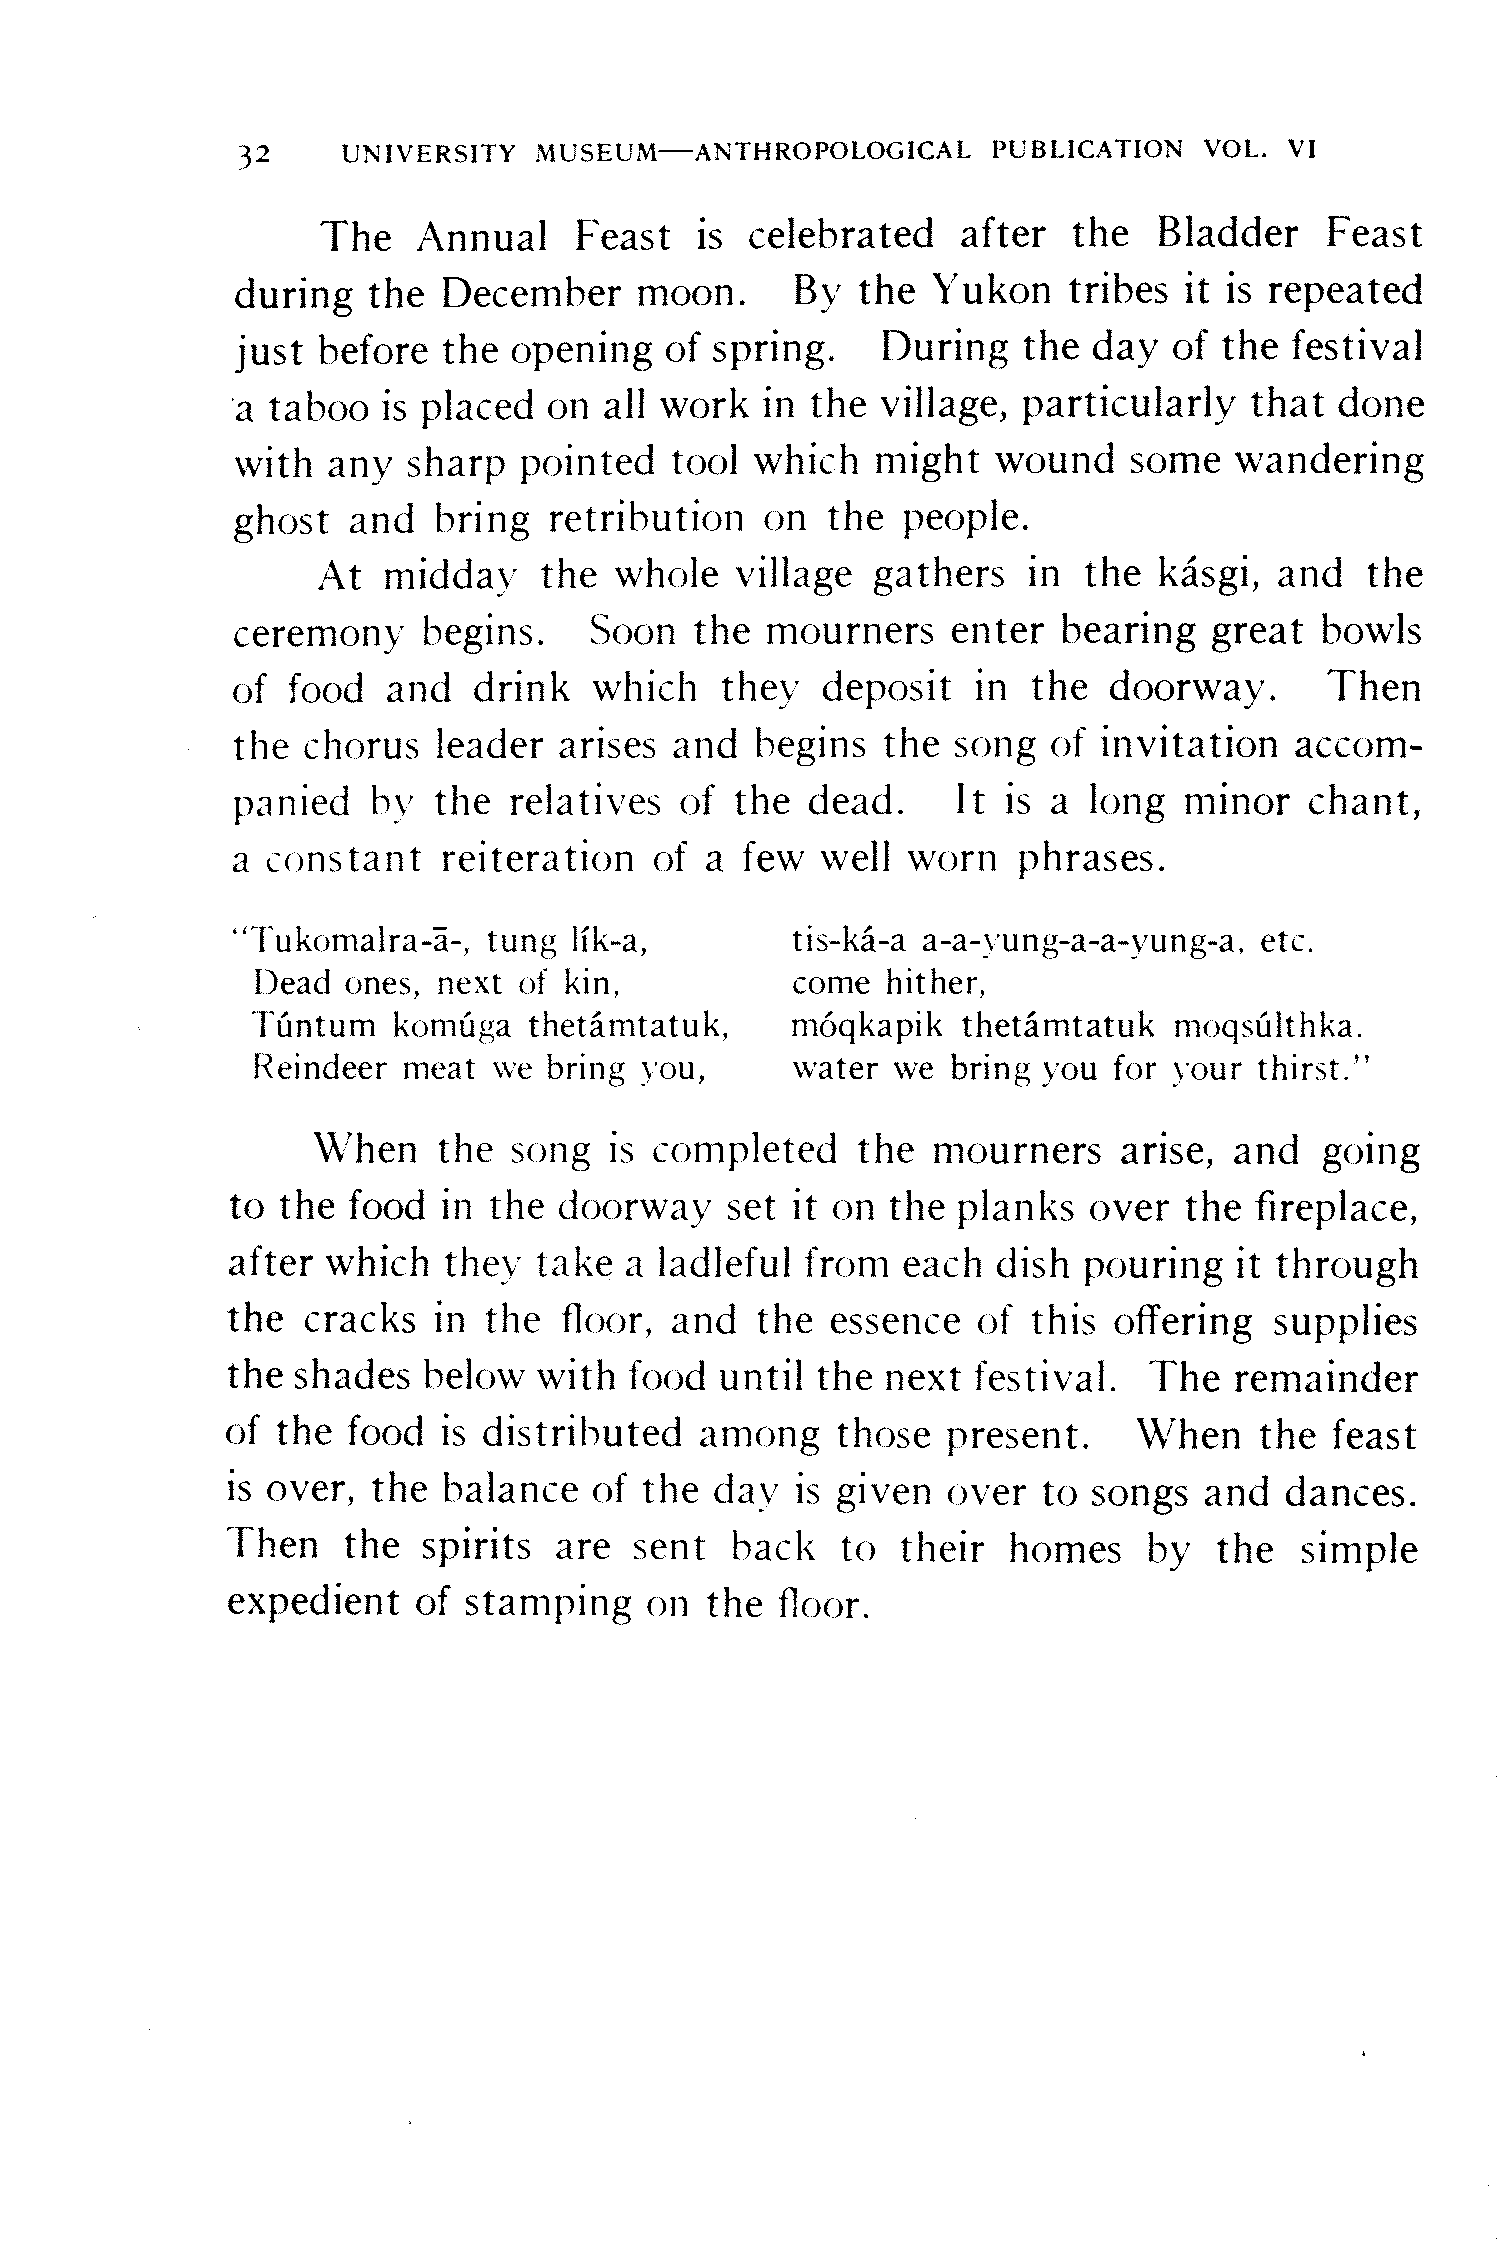 32 UNIVERSITY MUSEUM—ANTHROPOLOGICAL PUBLICATION VOL. VI
The Annual Feast is celebrated after the Bladder Feast
during the December moon. By the Yukon tribes it is repeated
just before the opening of spring. During the day of the festival
a taboo is placed on all work in the village, particularly that done
with any sharp pointed tool which might wound some wandering
ghost and bring retribution on the people.
At midday the whole village gathers in the kásgi, and the
ceremony begins. Soon the mourners enter bearing great bowls
of food and drink which they deposit in the doorway. Then
the chorus leader arises and begins the song of invitation accom-
panied by the relatives of the dead. It is a long minor chant,
a constant reiteration of a few well worn phrases.
“Tukomalra-ā-, tung lík-a, tis-ká-a a-a-yung-a-a-yung-a, etc.
Dead ones, next of kin, come hither,
Túntum komúga thetámtatuk, móqkapik thetámtatuk moqsúlthka.
Reindeer meat we bring you, water we bring you for your thirst.”
When the song is completed the mourners arise, and going
to the food in the doorway set it on the planks over the fireplace,
after which they take a ladleful from each dish pouring it through
the cracks in the floor, and the essence of this offering supplies
the shades below with food until the next festival. The remainder
of the food is distributed among those present. When the feast
is over, the balance of the day is given over to songs and dances.
Then the spirits are sent back to their homes by the simple
expedient of stamping on the floor.